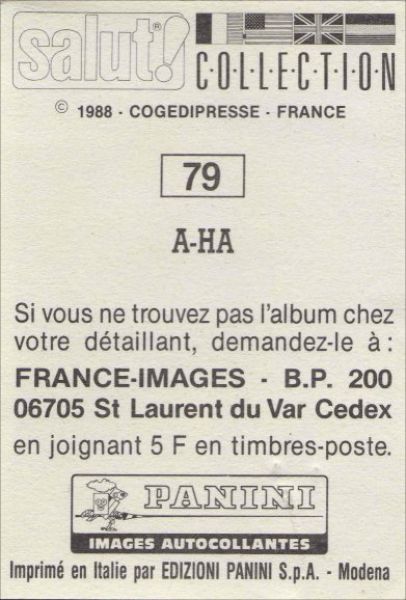 salut!®
C·O·L·L·E·C·T·I·O·N
© 1988 - COGEDIPRESSE - FRANCE
79
A-HA
Si vous ne trouvez pas l'album chez
votre détaillant, demandez-le à :
FRANCE-IMAGES - B.P. 200
06705 St Laurent du Var Cedex
en joignant 5 F en timbres-poste.
PANINI
IMAGES AUTOCOLLANTES
Imprimé en Italie par EDIZIONI PANINI S.p.A. - Modena